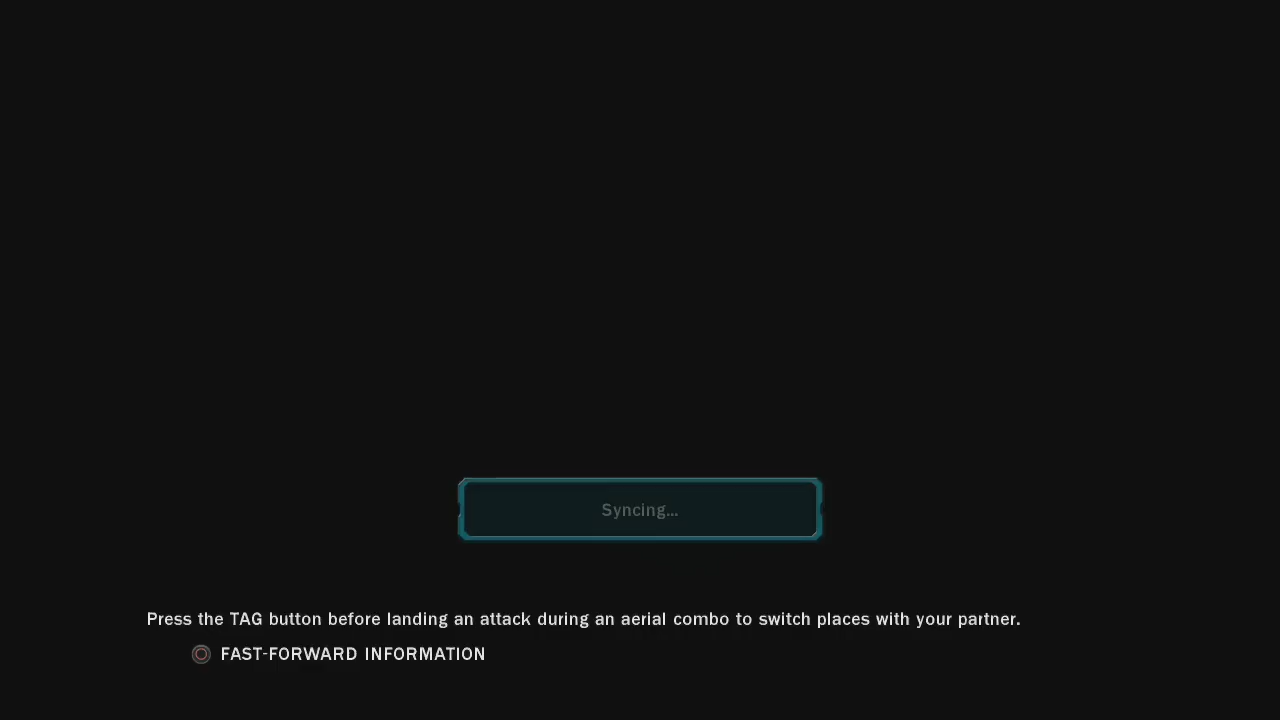 Syncing...
Press the TAG button before landing an attack during an aerial combo to switch places with your partner.
FAST-FORWARD INFORMATION